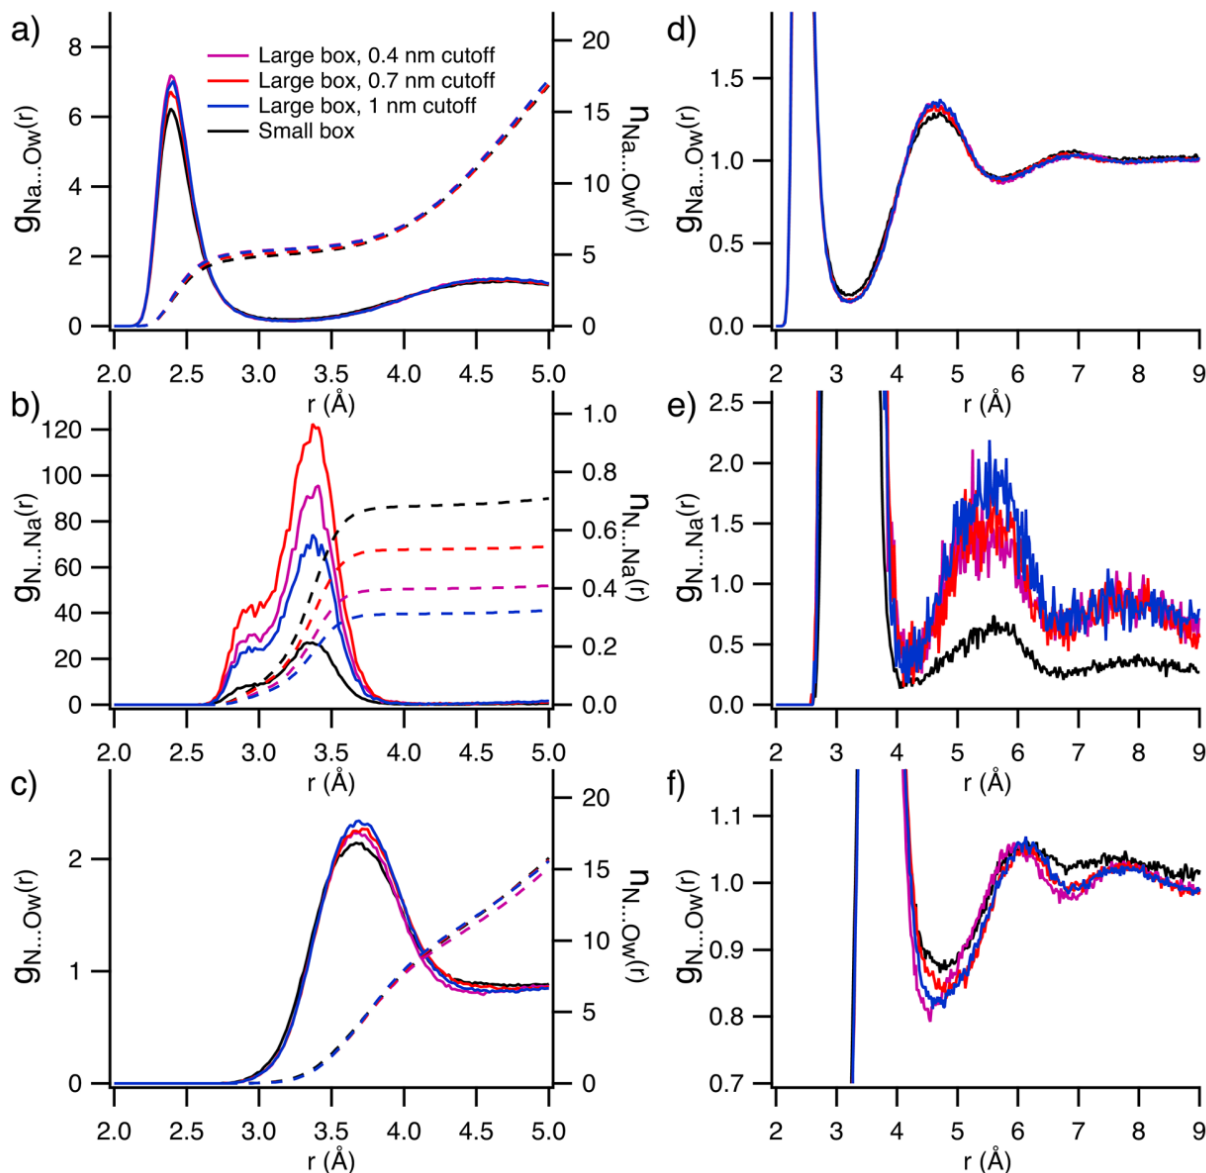 a)
8
6
4
2
0
g_Na...Ow(r)
Large box, 0.4 nm cutoff
Large box, 0.7 nm cutoff
Large box, 1 nm cutoff
Small box
20
15
10
5
0
n_Na...Ow(r)
2.0 2.5 3.0 3.5 4.0 4.5 5.0
r (Å)
d)
1.5
1.0
0.5
0.0
g_Na...Ow(r)
2 3 4 5 6 7 8 9
r (Å)
b)
120
100
80
60
40
20
0
g_N...Na(r)
1.0
0.8
0.6
0.4
0.2
0.0
n_N...Na(r)
2.0 2.5 3.0 3.5 4.0 4.5 5.0
r (Å)
e)
2.5
2.0
1.5
1.0
0.5
0.0
g_N...Na(r)
2 3 4 5 6 7 8 9
r (Å)
c)
2
1
0
g_N...Ow(r)
20
15
10
5
0
n_N...Ow(r)
2.0 2.5 3.0 3.5 4.0 4.5 5.0
r (Å)
f)
1.1
1.0
0.9
0.8
0.7
g_N...Ow(r)
2 3 4 5 6 7 8 9
r (Å)